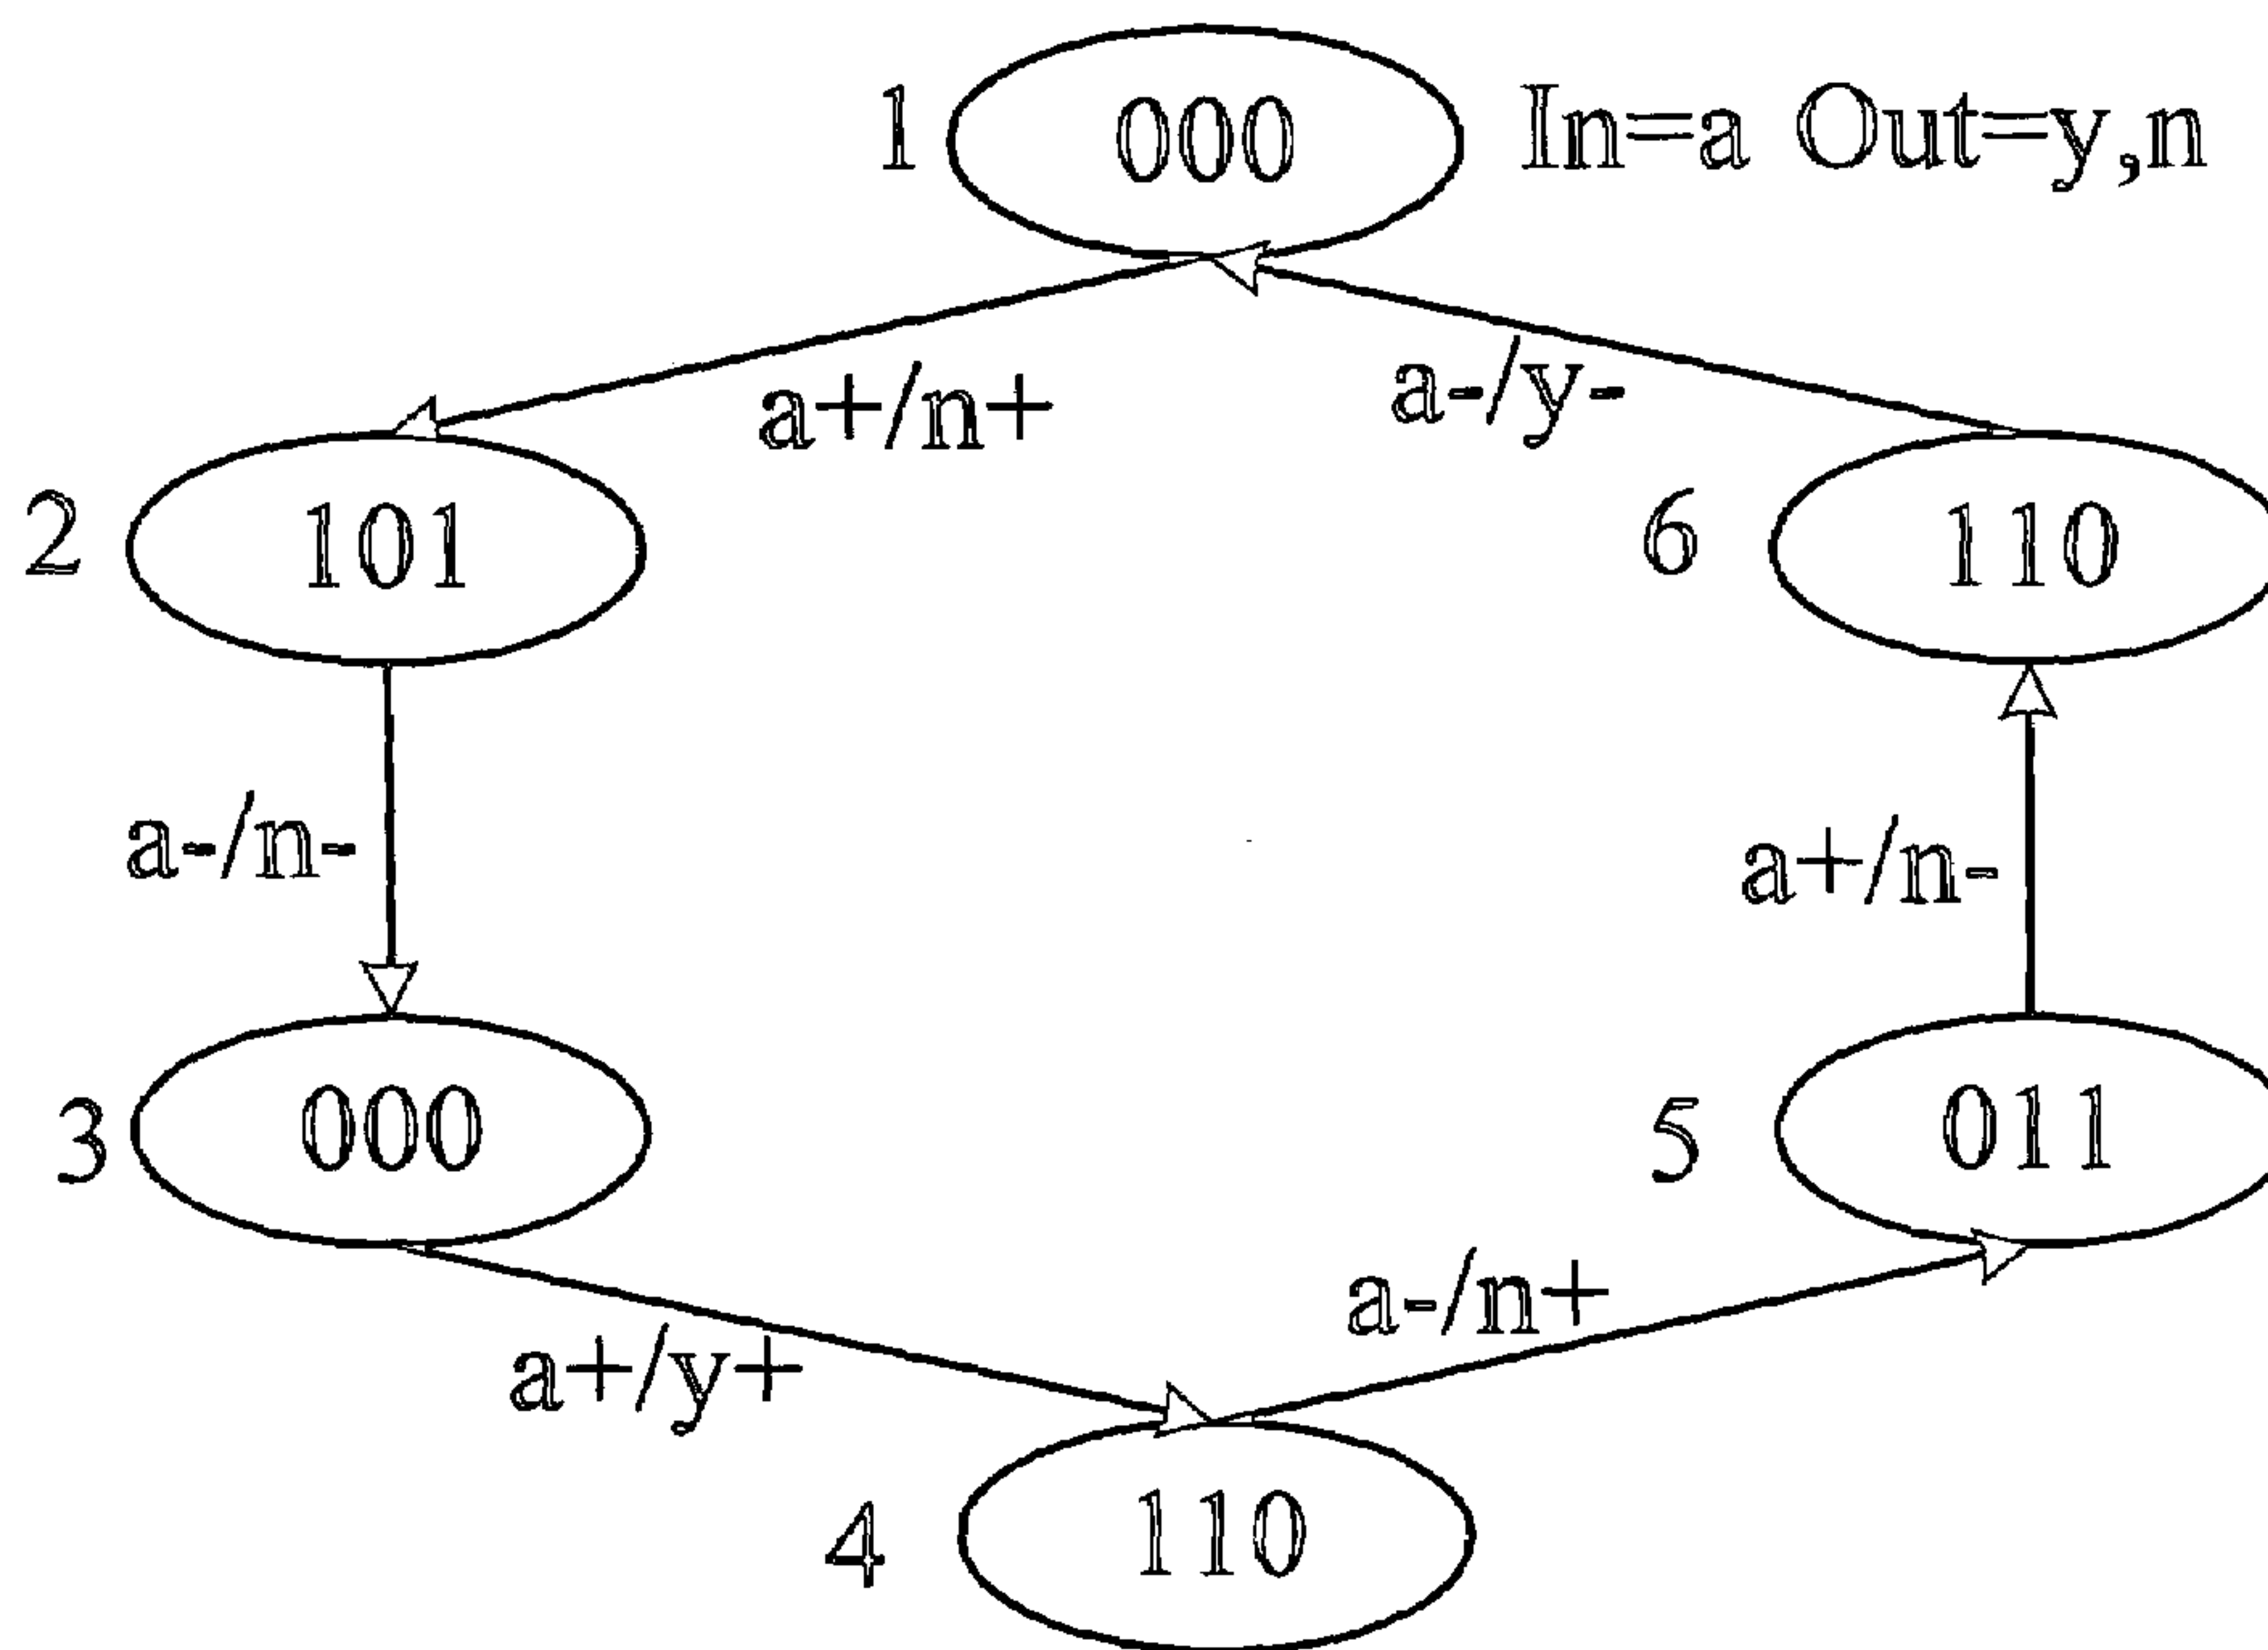 1 000 In=a Out=y,n
a+/n+ a-/y-
2 101 6 110
a-/n- a+/n-
3 000 5 011
a+/y+ a-/n+
4 110